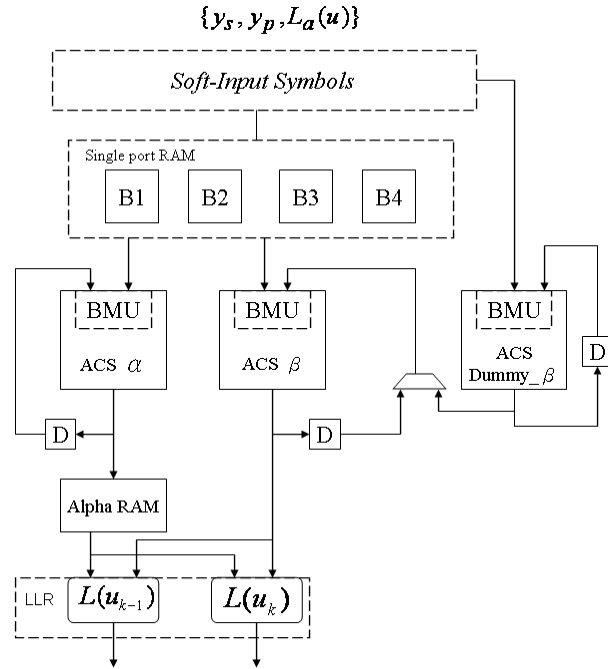 {y_s, y_p, L_a(u)}
Soft-Input Symbols
Single port RAM
B1 B2 B3 B4
BMU BMU BMU
ACS α ACS β ACS
Dummy_β
D
D D
Alpha RAM
LLR L(u_{k-1}) L(u_k)